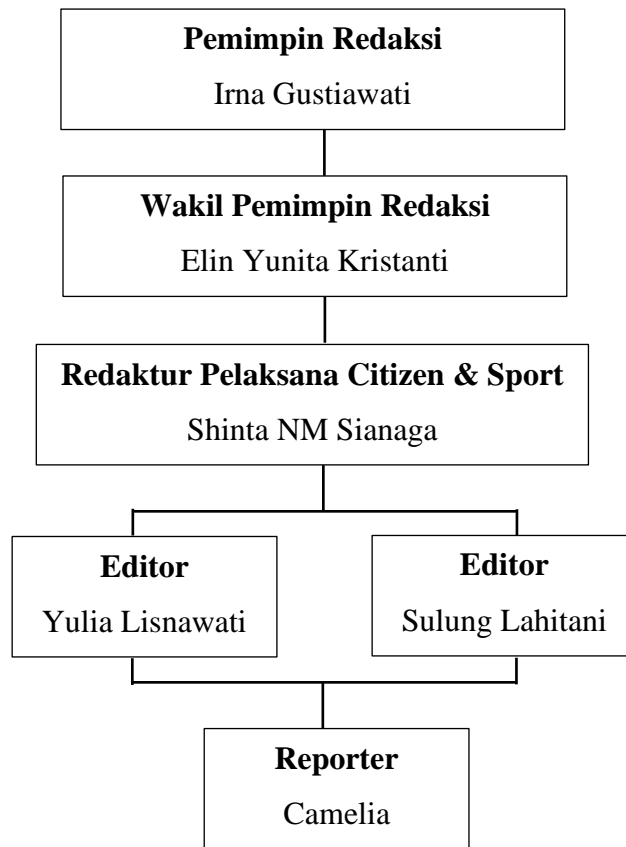 Pemimpin Redaksi
Irna Gustiawati
Wakil Pemimpin Redaksi
Elin Yunita Kristanti
Redaktur Pelaksana Citizen & Sport
Shinta NM Sianaga
Editor
Yulia Lisnawati
Editor
Sulung Lahitani
Reporter
Camelia